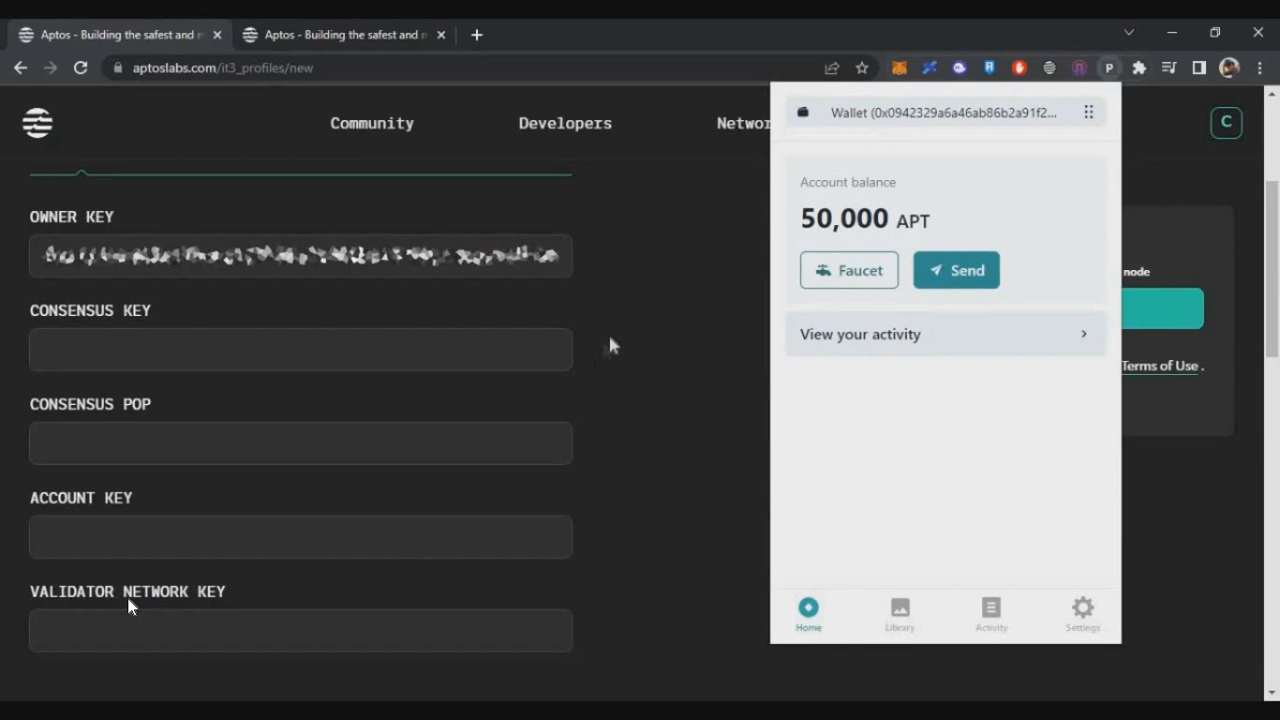 Aptos - Building the safest and
Aptos - Building the safest and
aptoslabs.com/it3_profiles/new
P
Community
Developers
Networ
C
Wallet (0x0942329a6a46ab86b2a91f2...
Account balance
50,000 APT
Faucet
Send
View your activity
OWNER KEY
CONSENSUS KEY
CONSENSUS POP
ACCOUNT KEY
VALIDATOR NETWORK KEY
node
Terms of Use.
Home
Library
Activity
Settings